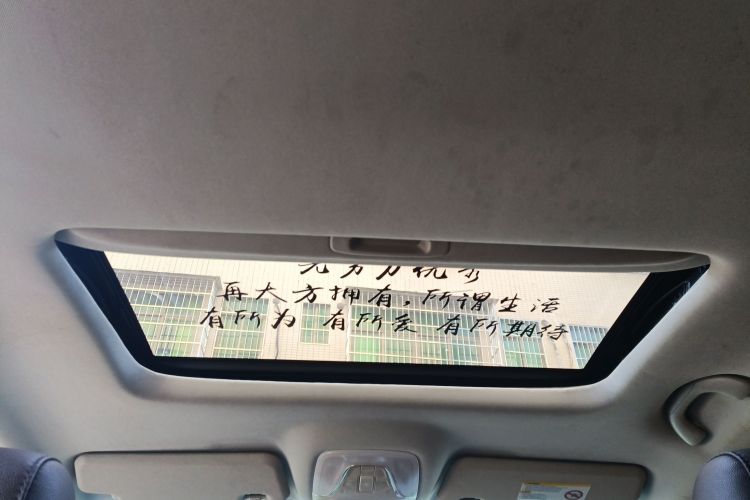 先努力优秀
再大方拥有,所谓生活
有所为 有所爱 有所期待